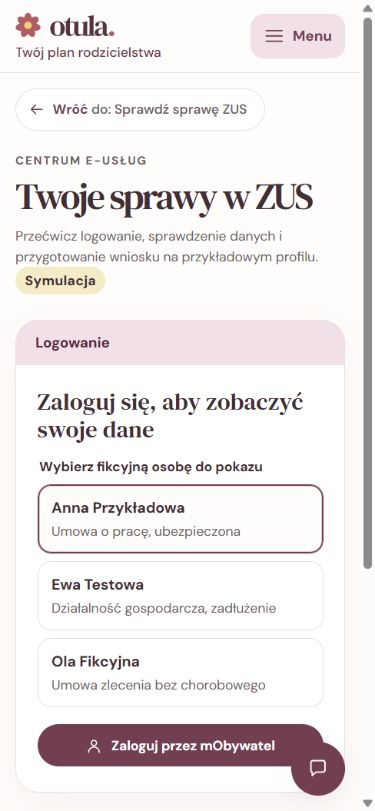 otula.
Menu
Twój plan rodzicielstwa
Wróć do: Sprawdź sprawę ZUS
CENTRUM E-USŁUG
Twoje sprawy w ZUS
Przećwicz logowanie, sprawdzenie danych i
przygotowanie wniosku na przykładowym profilu.
Symulacja
Logowanie
Zaloguj się, aby zobaczyć
swoje dane
Wybierz fikcyjną osobę do pokazu
Anna Przykładowa
Umowa o pracę, ubezpieczona
Ewa Testowa
Działalność gospodarcza, zadłużenie
Ola Fikcyjna
Umowa zlecenia bez chorobowego
Zaloguj przez mObywatel